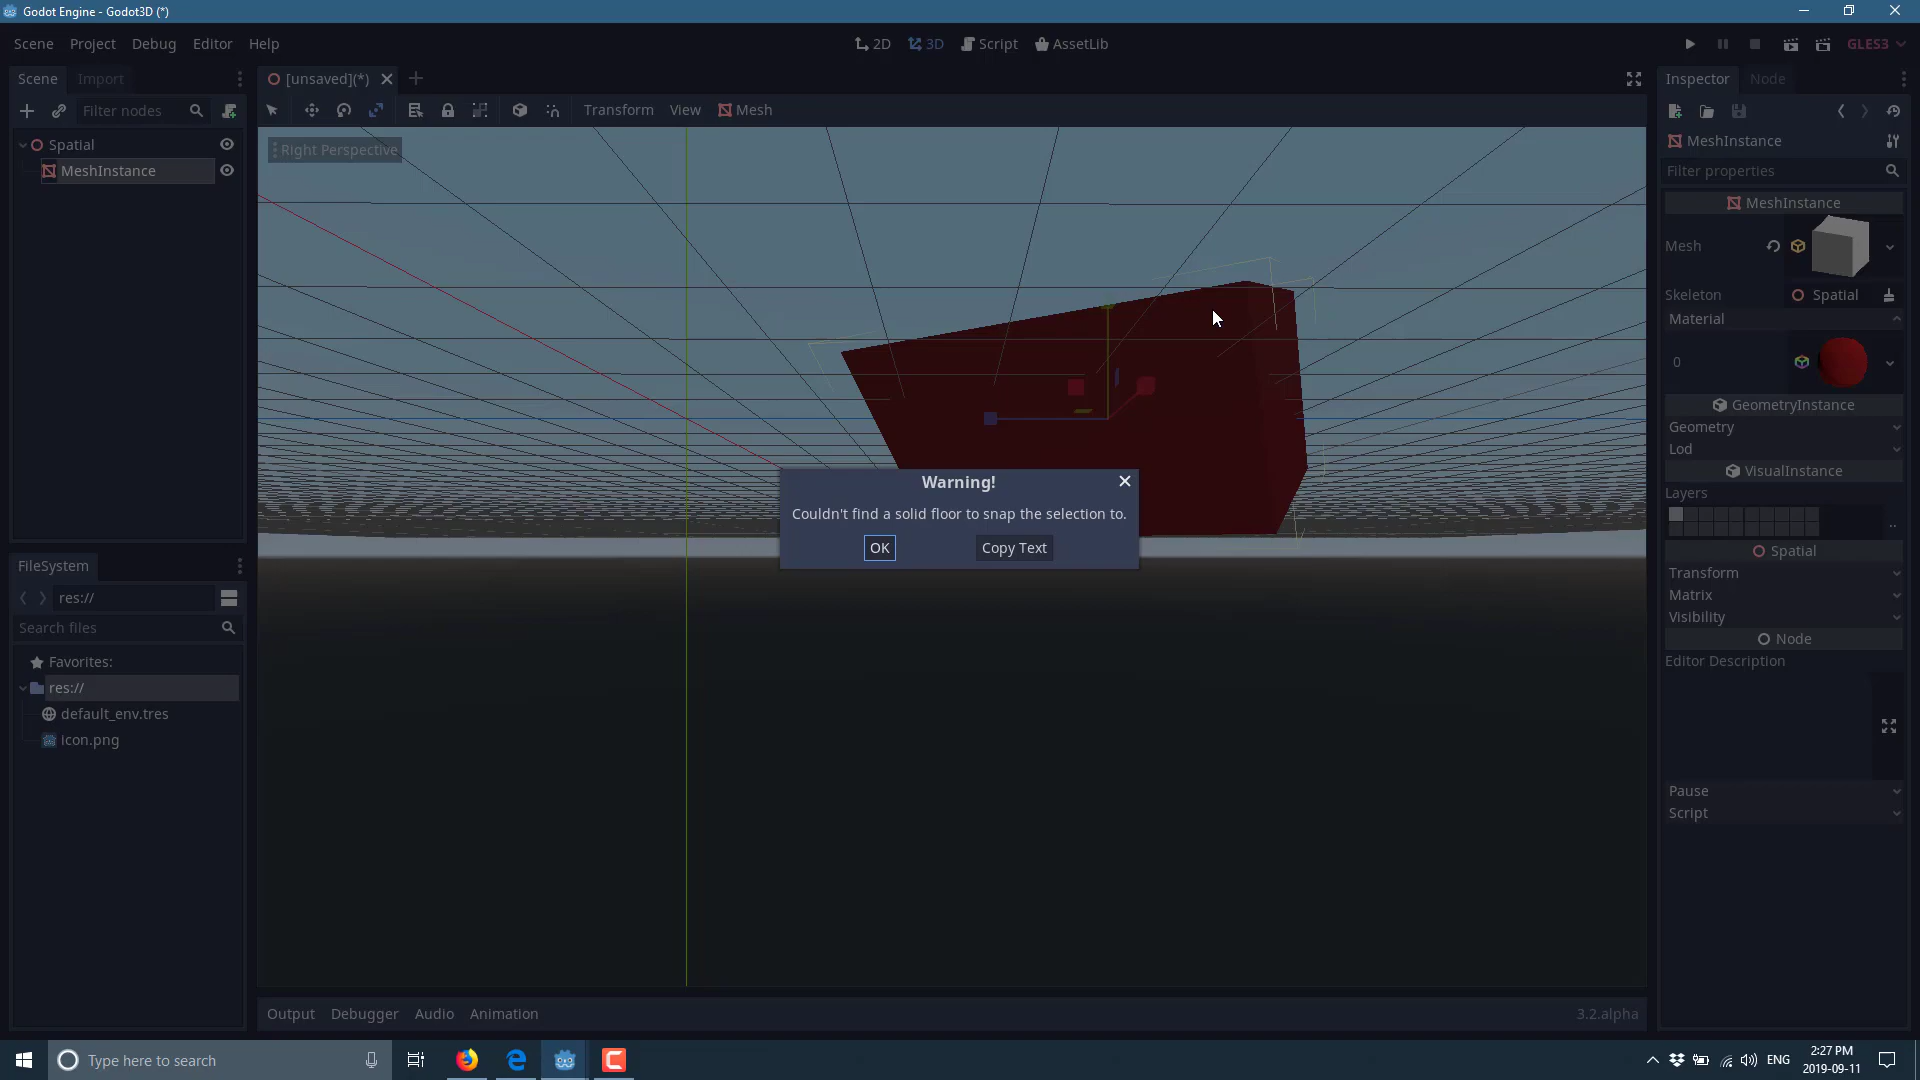 Godot Engine - Godot3D (*)
Scene Project Debug Editor Help
2D 3D Script AssetLib
GLES3
Scene Import
[unsaved](*)
Inspector Node
Filter nodes
Transform View Mesh
Spatial
MeshInstance
Right Perspective
MeshInstance
Filter properties
MeshInstance
Mesh
Skeleton Spatial
Material
0
GeometryInstance
Geometry
Lod
VisualInstance
Layers
..
Spatial
Transform
Matrix
Visibility
Node
Editor Description
Pause
Script
Warning!
Couldn't find a solid floor to snap the selection to.
OK Copy Text
FileSystem
res://
Search files
Favorites:
res://
default_env.tres
icon.png
Output Debugger Audio Animation
3.2.alpha
Type here to search
ENG
2:27 PM
2019-09-11